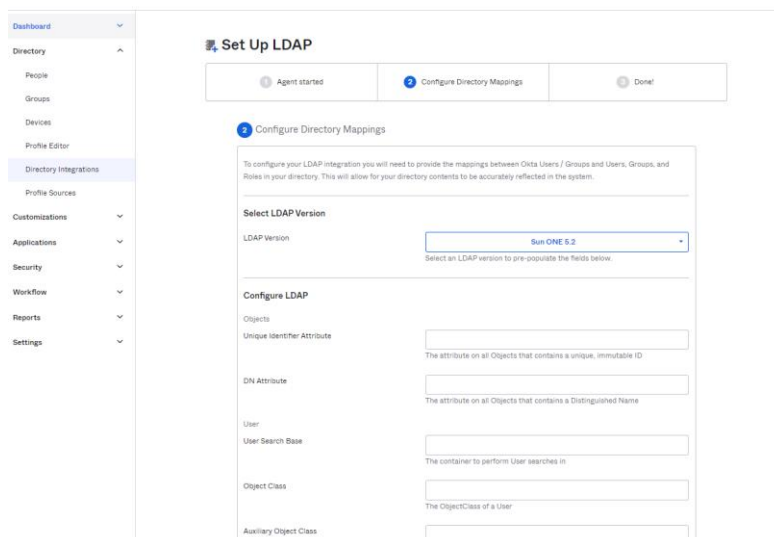 Dashboard
Directory
People
Groups
Devices
Profile Editor
Directory Integrations
Profile Sources
Customizations
Applications
Security
Workflow
Reports
Settings
Set Up LDAP
1 Agent started
2 Configure Directory Mappings
3 Done!
2 Configure Directory Mappings
To configure your LDAP integration you will need to provide the mappings between Okta Users / Groups and Users, Groups, and
Roles in your directory. This will allow for your directory contents to be accurately reflected in the system.
Select LDAP Version
LDAP Version
Sun ONE 5.2
Select an LDAP version to pre-populate the fields below.
Configure LDAP
Objects
Unique Identifier Attribute
The attribute on all Objects that contains a unique, immutable ID
DN Attribute
The attribute on all Objects that contains a Distinguished Name
User
User Search Base
The container to perform User searches in
Object Class
The ObjectClass of a User
Auxiliary Object Class